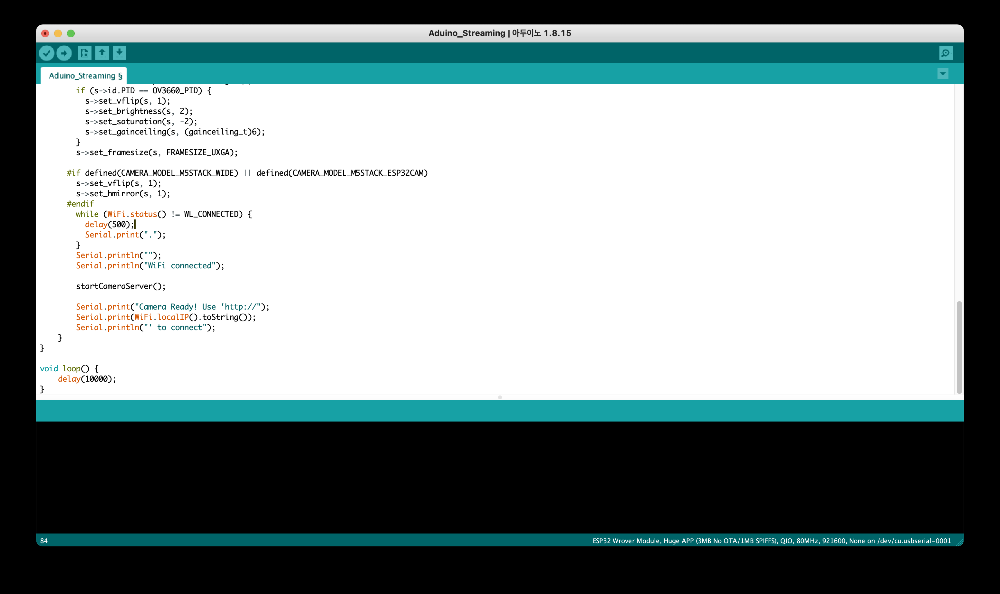 Aduino_Streaming | 아두이노 1.8.15
Aduino_Streaming §
if (s->id.PID == OV3660_PID) {
s->set_vflip(s, 1);
s->set_brightness(s, 2);
s->set_saturation(s, -2);
s->set_gainceiling(s, (gainceiling_t)6);
}
s->set_framesize(s, FRAMESIZE_UXGA);
#if defined(CAMERA_MODEL_M5STACK_WIDE) || defined(CAMERA_MODEL_M5STACK_ESP32CAM)
s->set_vflip(s, 1);
s->set_hmirror(s, 1);
#endif
while (WiFi.status() != WL_CONNECTED) {
delay(500);
Serial.print(".");
}
Serial.println("");
Serial.println("WiFi connected");
startCameraServer();
Serial.print("Camera Ready! Use 'http://");
Serial.print(WiFi.localIP().toString());
Serial.println("' to connect");
}
}
void loop() {
delay(10000);
}
84
ESP32 Wrover Module, Huge APP (3MB No OTA/1MB SPIFFS), QIO, 80MHz, 921600, None on /dev/cu.usbserial-0001